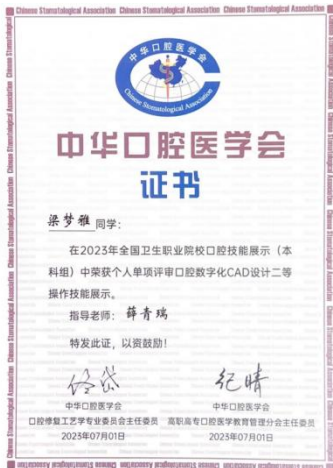 Chinese Stomatological Association Chinese Stomatological Association Chinese Stomatological Association
中华口腔医学会
Chinese Stomatological Association
中华口腔医学会
证书
梁梦雅同学：
在2023年全国卫生职业院校口腔技能展示（本
科组）中荣获个人单项评审口腔数字化CAD设计二等
操作技能展示。
指导老师：薛青瑞
特发此证，以资鼓励！
中华口腔医学会 中华口腔医学会
口腔修复工艺学专业委员会主任委员 高职高专口腔医学教育管理分会主任委员
2023年07月01日 2023年07月01日